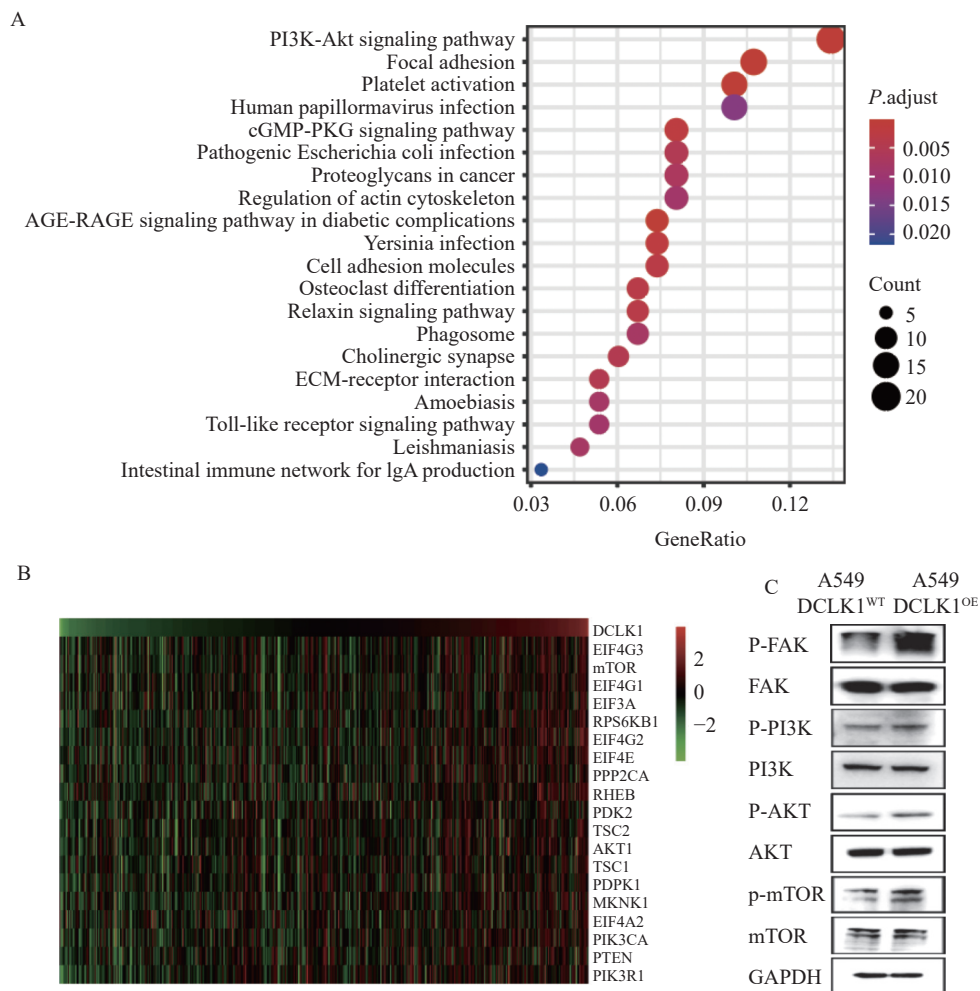 A
PI3K-Akt signaling pathway
Focal adhesion
Platelet activation
Human papillormavirus infection
cGMP-PKG signaling pathway
Pathogenic Escherichia coli infection
Proteoglycans in cancer
Regulation of actin cytoskeleton
AGE-RAGE signaling pathway in diabetic complications
Yersinia infection
Cell adhesion molecules
Osteoclast differentiation
Relaxin signaling pathway
Phagosome
Cholinergic synapse
ECM-receptor interaction
Amoebiasis
Toll-like receptor signaling pathway
Leishmaniasis
Intestinal immune network for lgA production
0.03 0.06 0.09 0.12
GeneRatio
P.adjust
0.005
0.010
0.015
0.020
Count
5
10
15
20
B
DCLK1
EIF4G3
mTOR
EIF4G1
EIF3A
RPS6KB1
EIF4G2
EIF4E
PPP2CA
RHEB
PDK2
TSC2
AKT1
TSC1
PDPK1
MKNK1
EIF4A2
PIK3CA
PTEN
PIK3R1
2
0
−2
C
A549 A549
DCLK1WT DCLK1OE
P-FAK
FAK
P-PI3K
PI3K
P-AKT
AKT
p-mTOR
mTOR
GAPDH